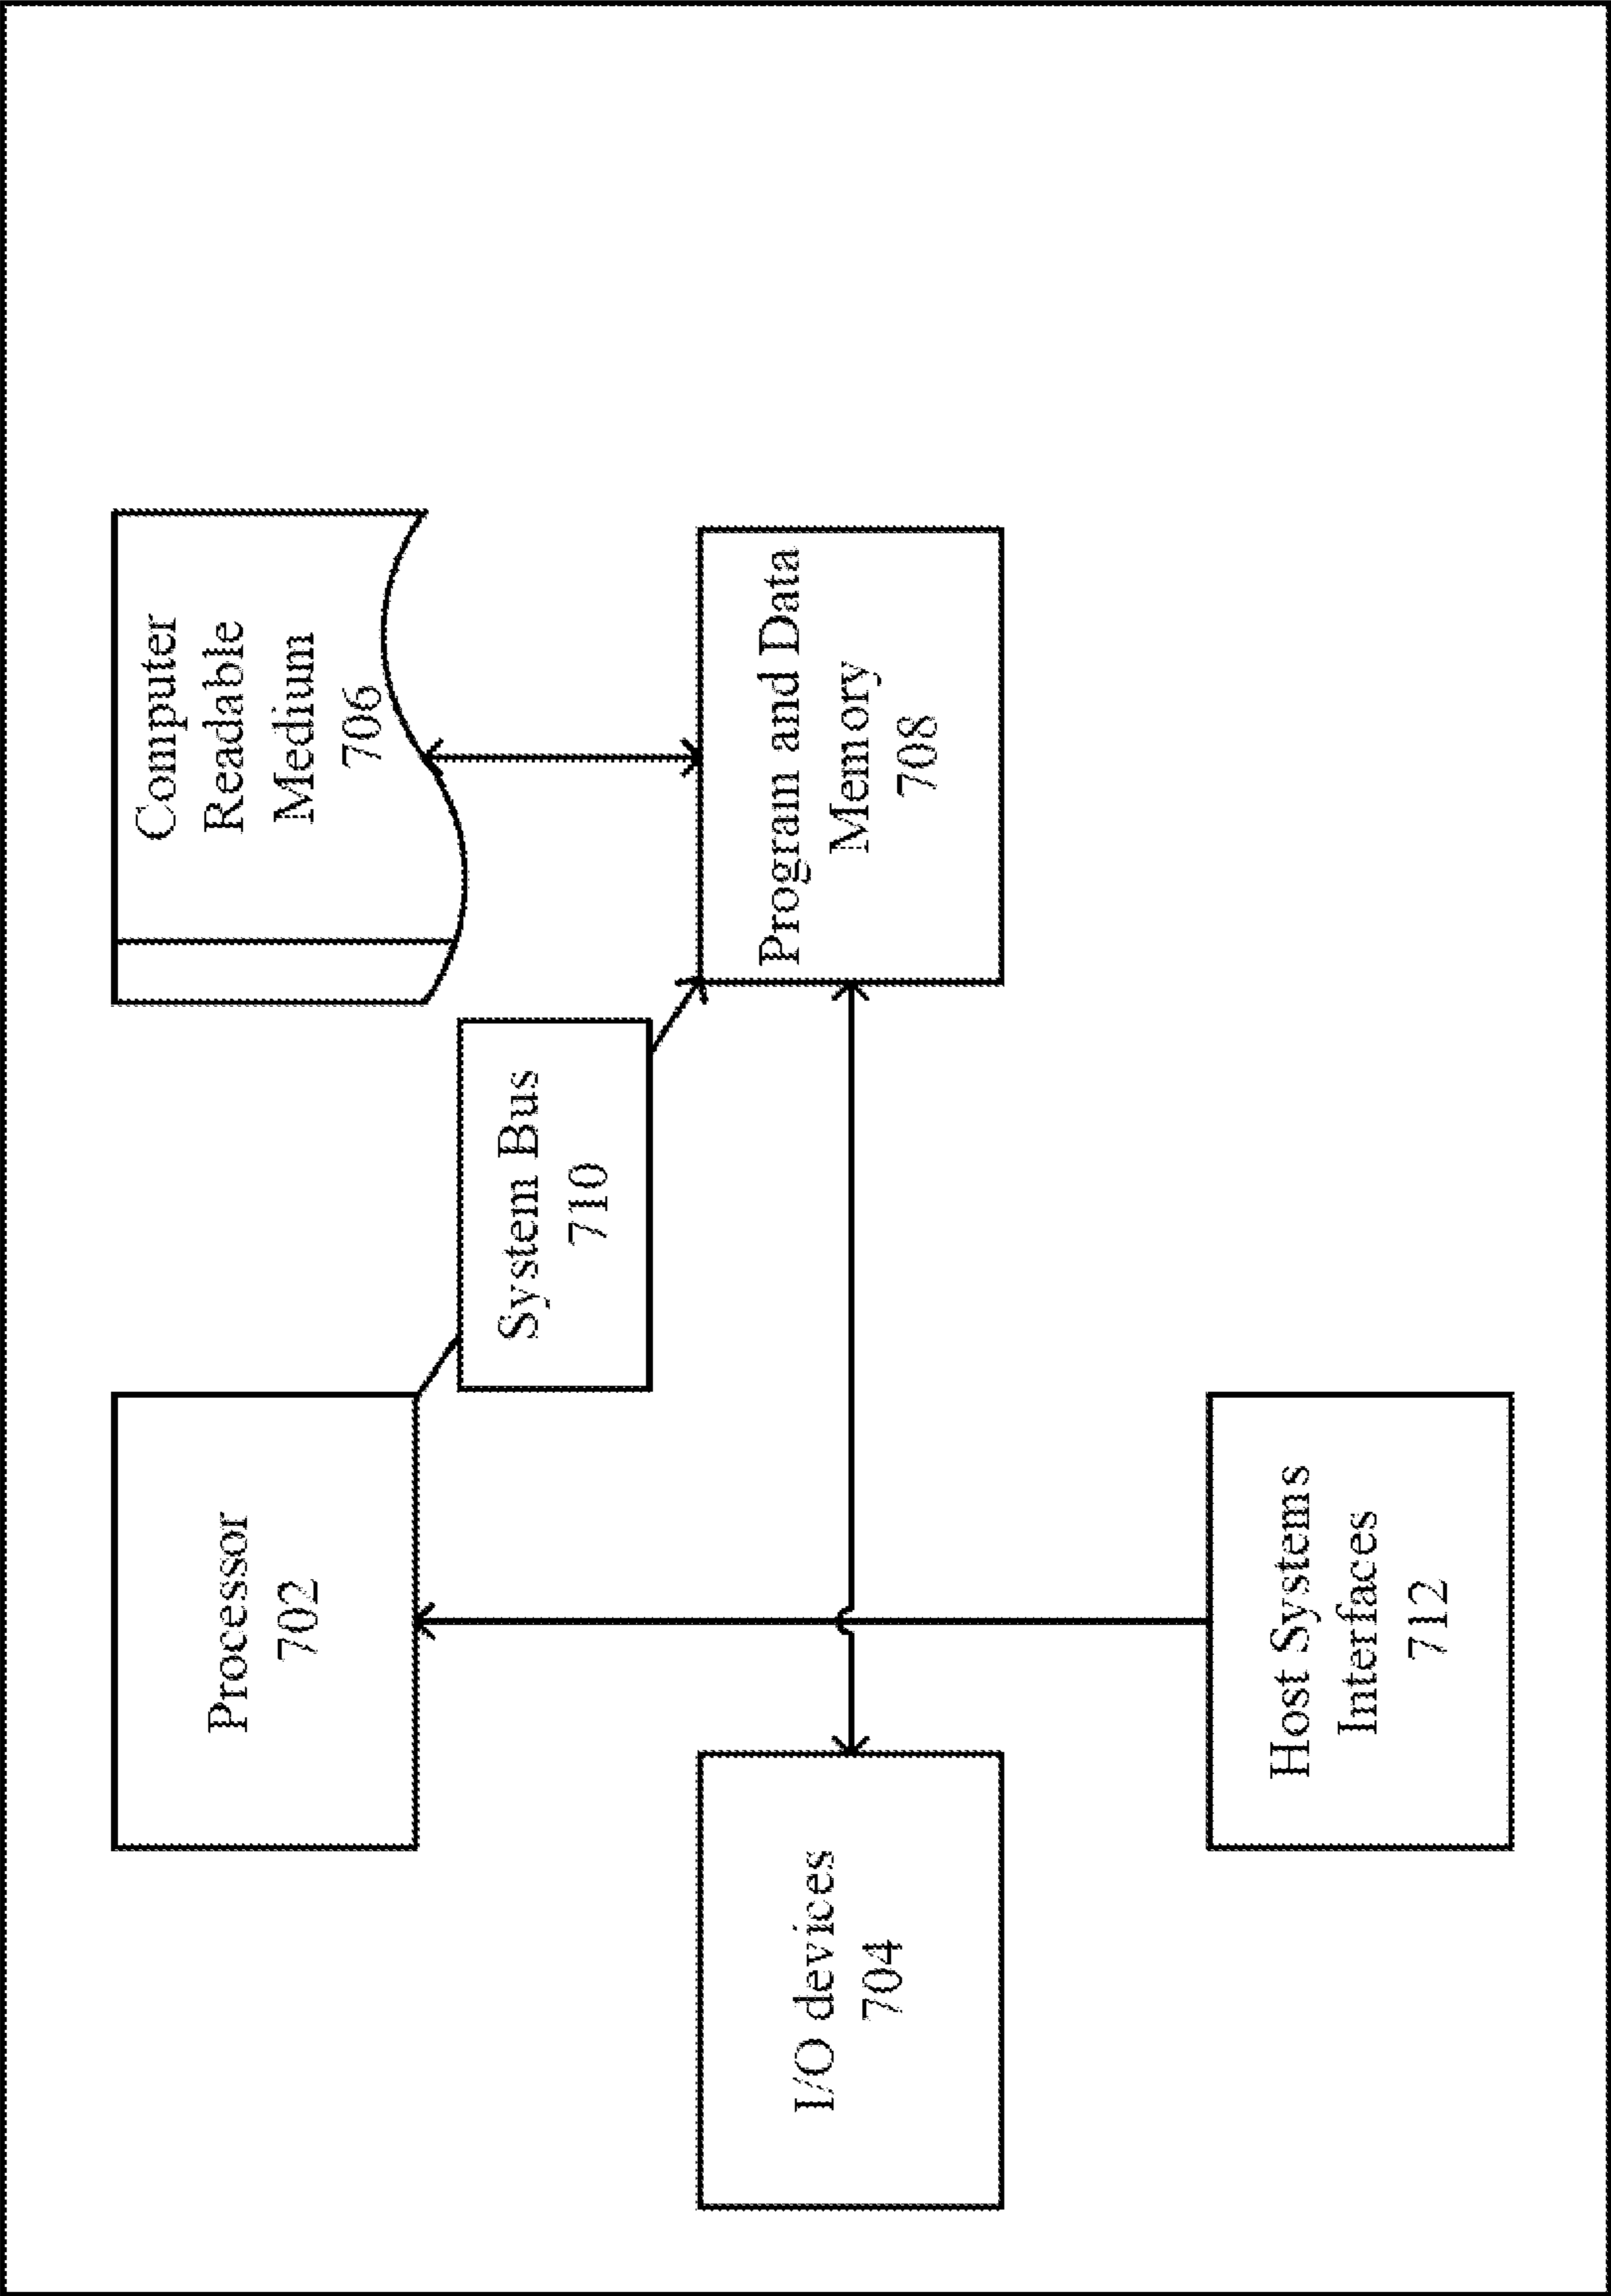 Processor
702
Computer
Readable
Medium
706
System Bus
710
I/O devices
704
Program and Data
Memory
708
Host Systems
Interfaces
712